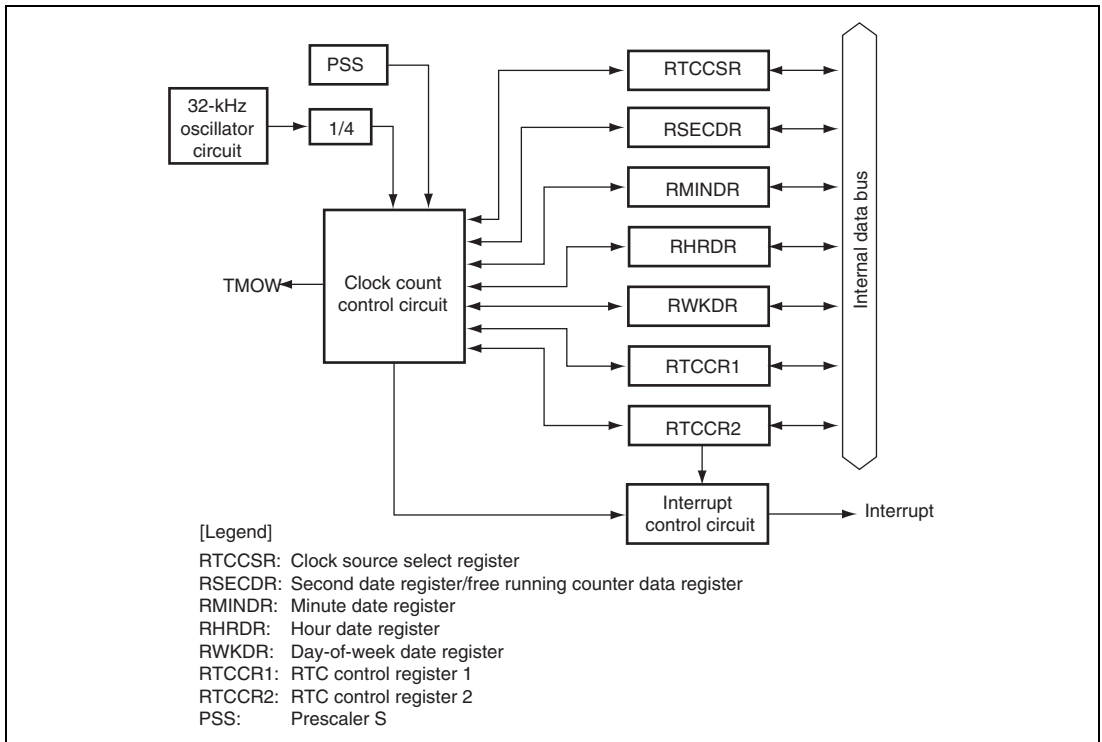 PSS
32-kHz
oscillator
circuit
1/4
Clock count
control circuit
TMOW
RTCCSR
RSECDR
RMINDR
RHRDR
RWKDR
RTCCR1
RTCCR2
Internal data bus
Interrupt
control circuit
Interrupt
[Legend]
RTCCSR: Clock source select register
RSECDR: Second date register/free running counter data register
RMINDR: Minute date register
RHRDR: Hour date register
RWKDR: Day-of-week date register
RTCCR1: RTC control register 1
RTCCR2: RTC control register 2
PSS: Prescaler S